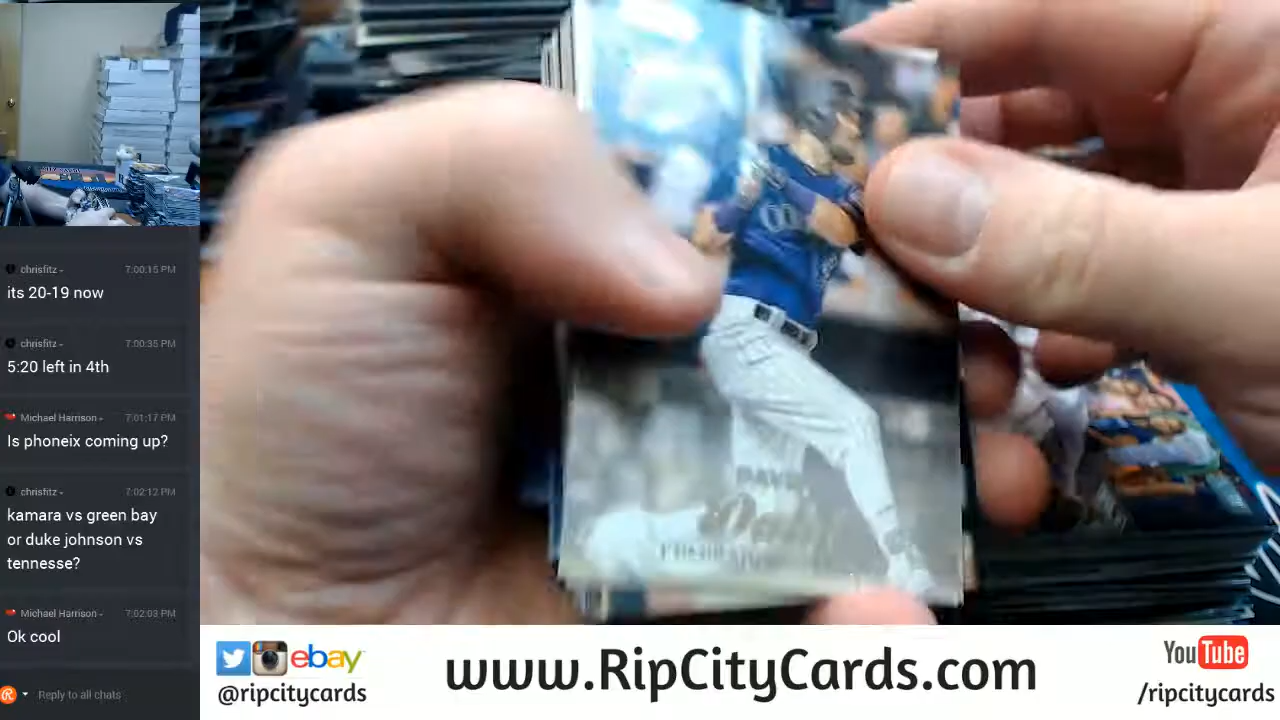 chrisfitz -
7:00:15 PM
its 20-19 now
chrisfitz -
7:00:35 PM
5:20 left in 4th
Michael Harrison -
7:01:17 PM
Is phoneix coming up?
chrisfitz -
7:02:12 PM
kamara vs green bay
or duke johnson vs
tennesse?
Michael Harrison -
7:02:03 PM
Ok cool
Reply to all chats
ebay
@ripcitycards
www.RipCityCards.com
YouTube
/ripcitycards